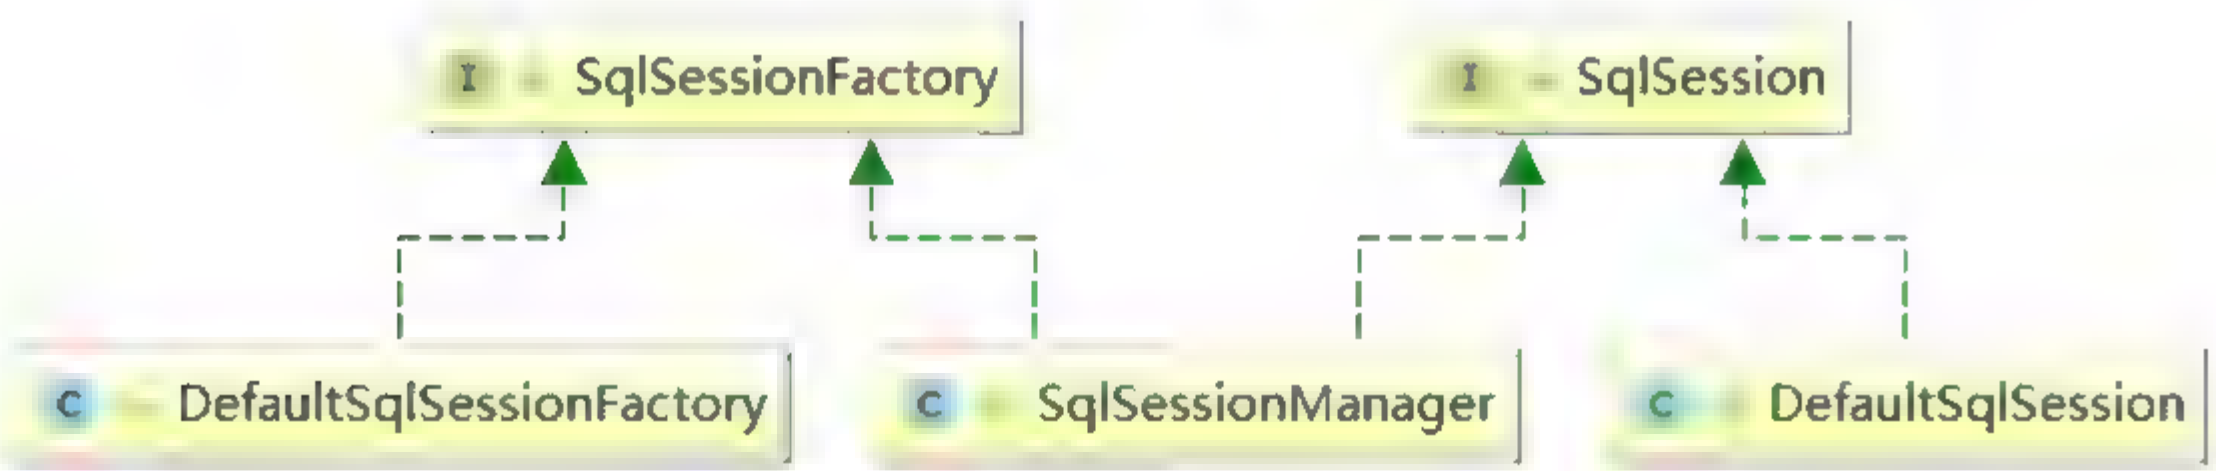 I SqlSessionFactory I SqlSession
C DefaultSqlSessionFactory C SqlSessionManager C DefaultSqlSession